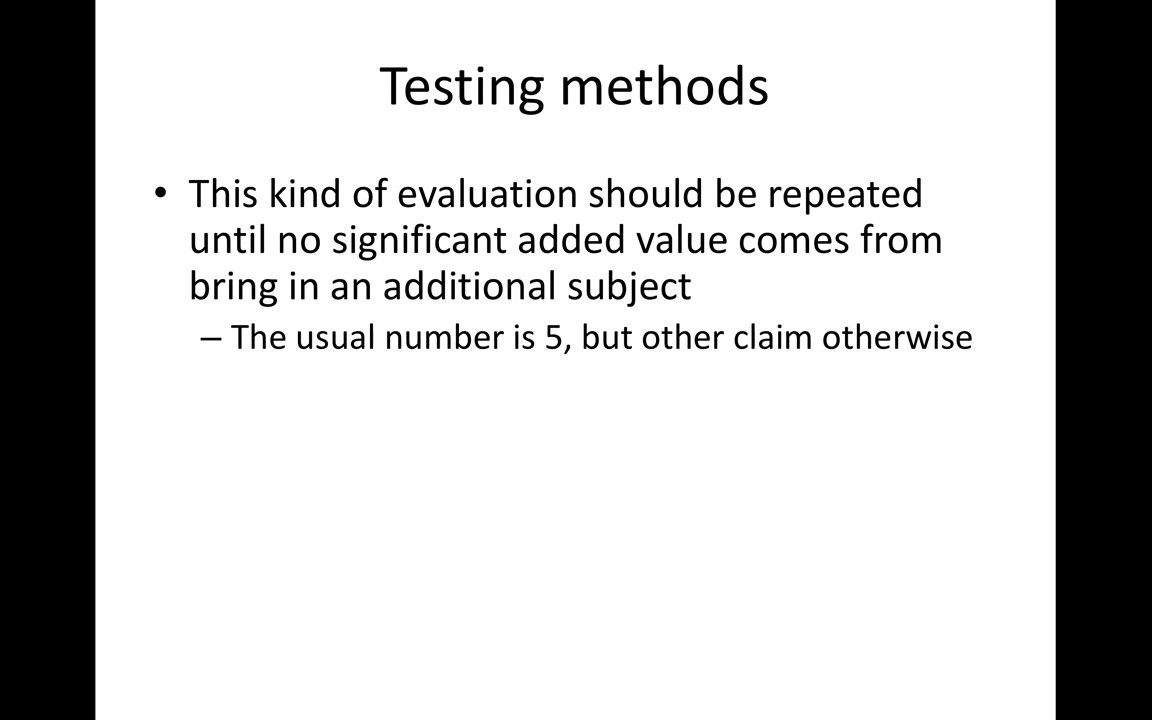 Testing methods
• This kind of evaluation should be repeated
until no significant added value comes from
bring in an additional subject
– The usual number is 5, but other claim otherwise